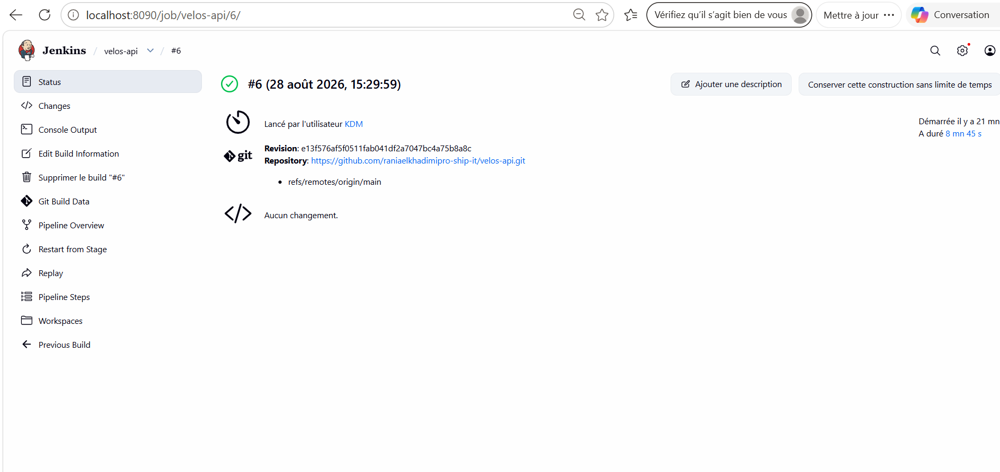 localhost:8090/job/velos-api/6/
Vérifiez qu'il s'agit bien de vous
Mettre à jour
Conversation
Jenkins / velos-api / #6
Status
Changes
Console Output
Edit Build Information
Supprimer le build "#6"
Git Build Data
Pipeline Overview
Restart from Stage
Replay
Pipeline Steps
Workspaces
Previous Build
#6 (28 août 2026, 15:29:59)
Ajouter une description
Conserver cette construction sans limite de temps
Lancé par l'utilisateur KDM
Démarrée il y a 21 mn
A duré 8 mn 45 s
git
Revision: e13f576af5f0511fab041df2a7047bc4a75b8a8c
Repository: https://github.com/raniaelkhadimipro-ship-it/velos-api.git
• refs/remotes/origin/main
Aucun changement.